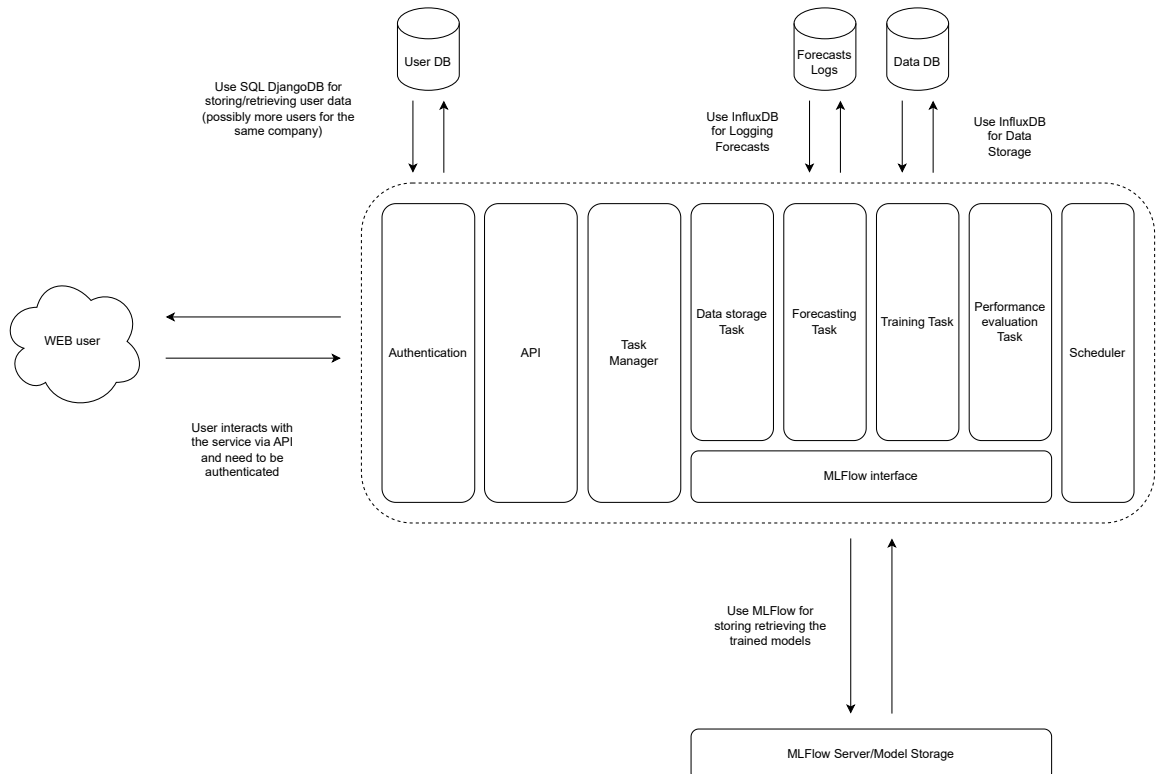 User DB
Forecasts
Logs
Data DB
Use SQL DjangoDB for
storing/retrieving user data
(possibly more users for the
same company)
Use InfluxDB
for Logging
Forecasts
Use InfluxDB
for Data
Storage
WEB user
User interacts with
the service via API
and need to be
authenticated
Authentication
API
Task
Manager
Data storage
Task
Forecasting
Task
Training Task
Performance
evaluation
Task
Scheduler
MLFlow interface
Use MLFlow for
storing retrieving the
trained models
MLFlow Server/Model Storage